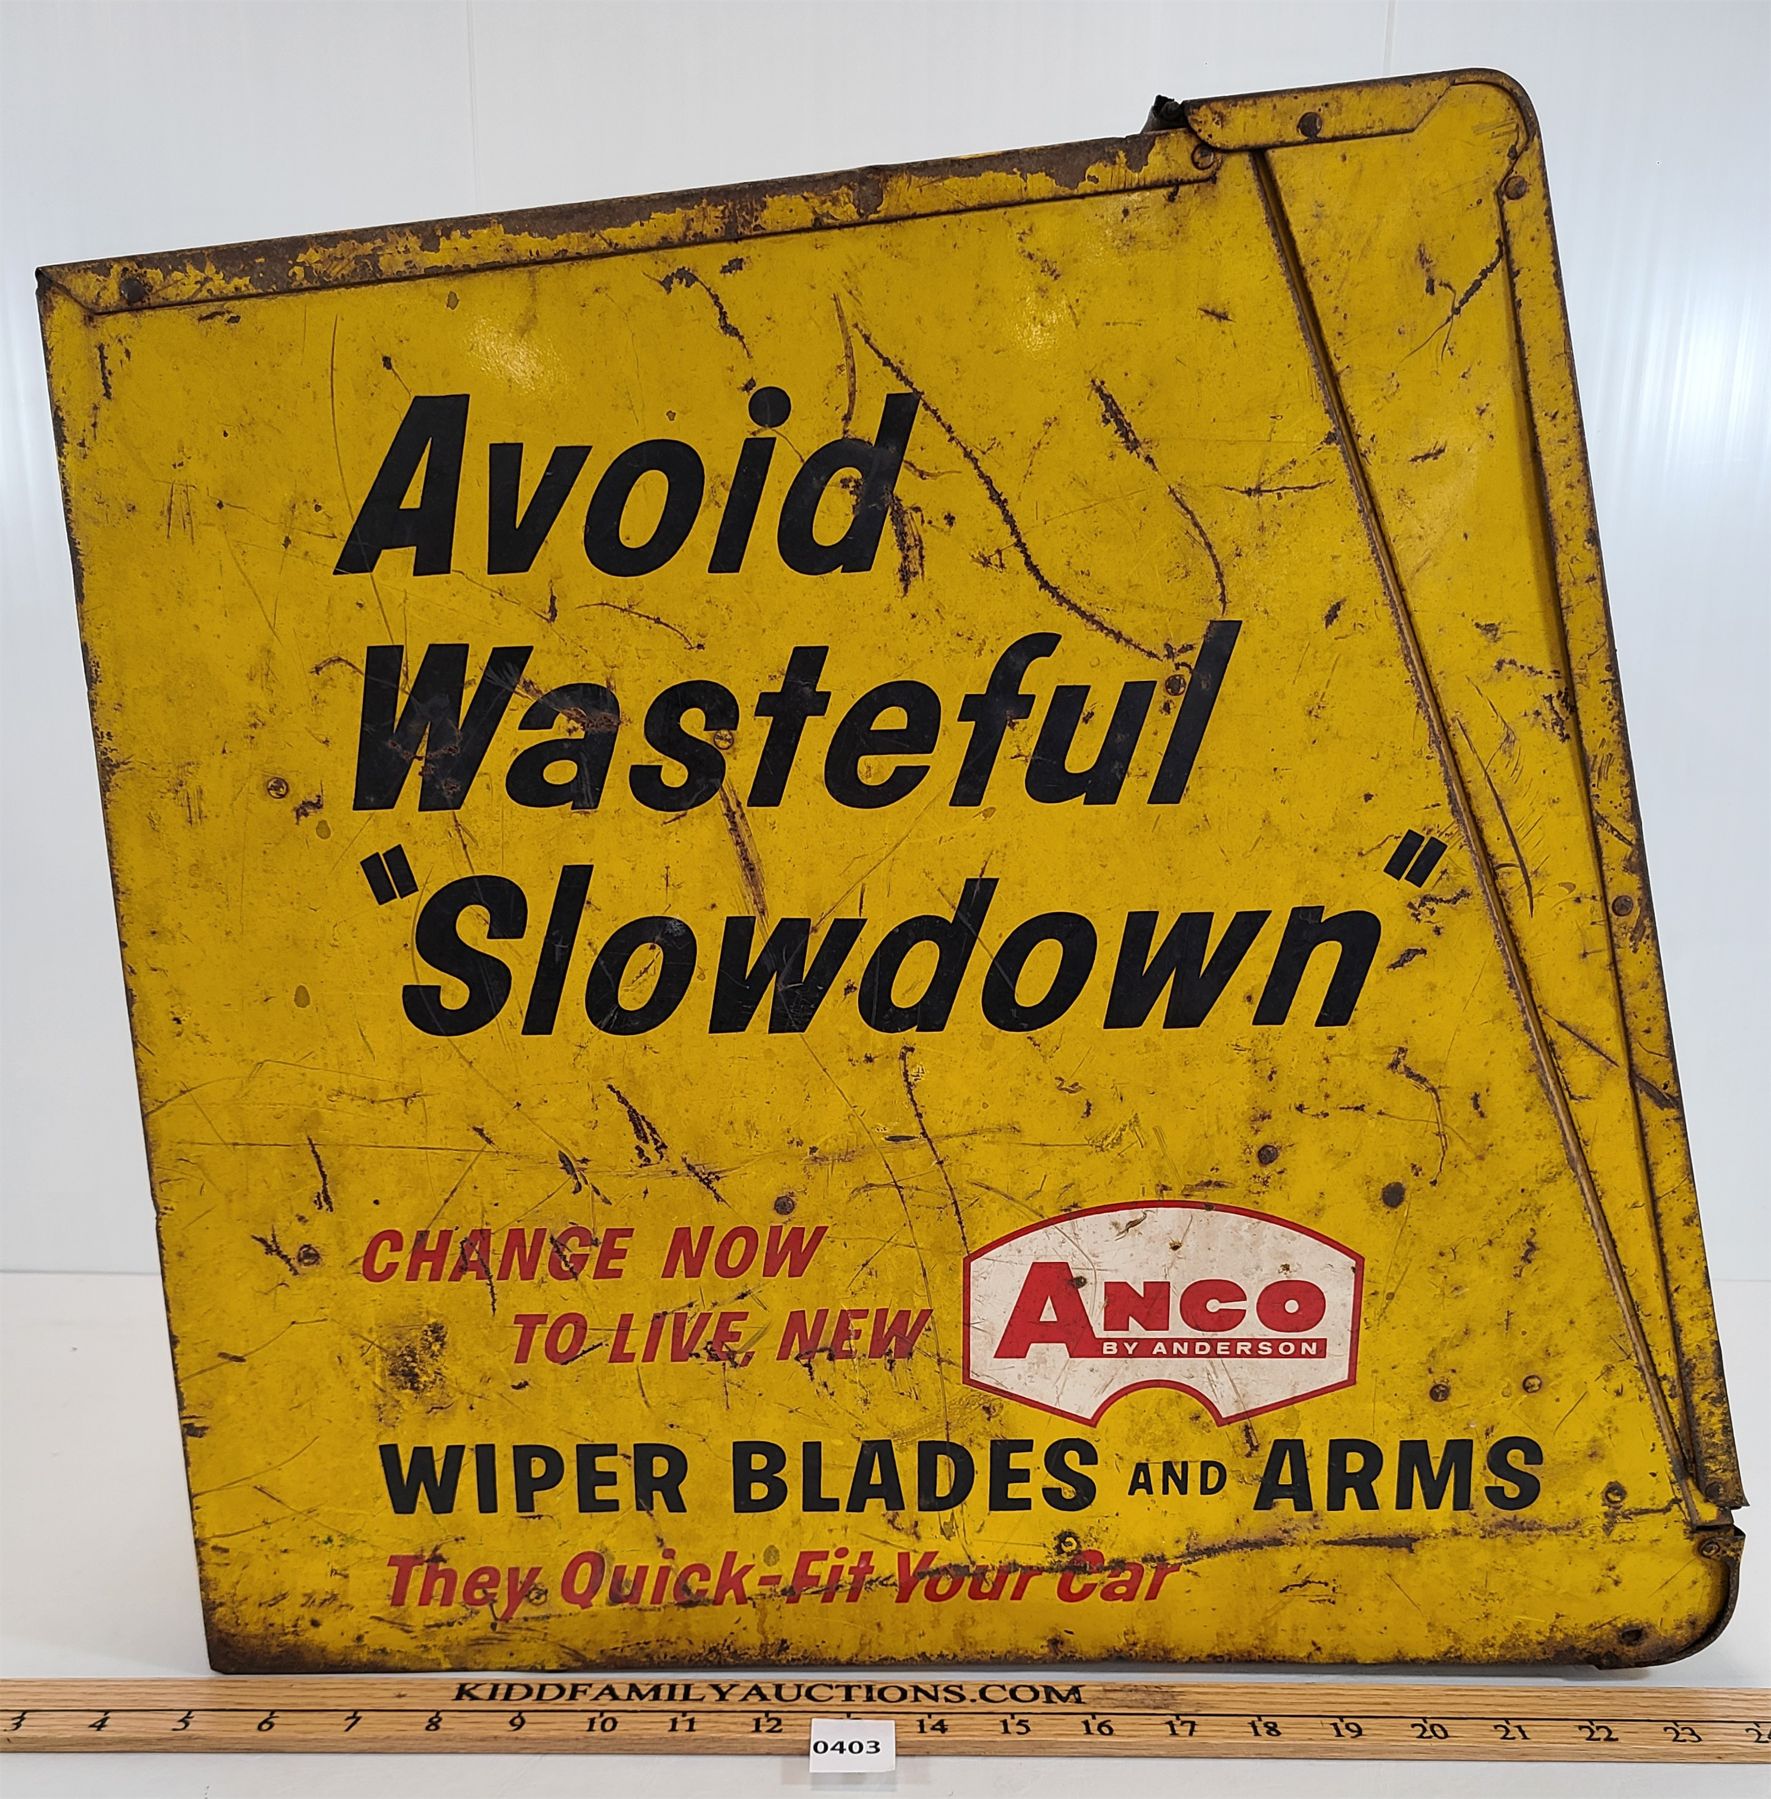 Avoid
Wasteful
"Slowdown"
CHANGE NOW
TO LIVE, NEW
ANCO
BY ANDERSON
WIPER BLADES AND ARMS
They Quick-Fit Your Car
KIDDFAMILYAUCTIONS.COM
3 4 5 6 7 8 9 10 11 12 14 15 16 17 18 19 20 21 22 23 24
0403